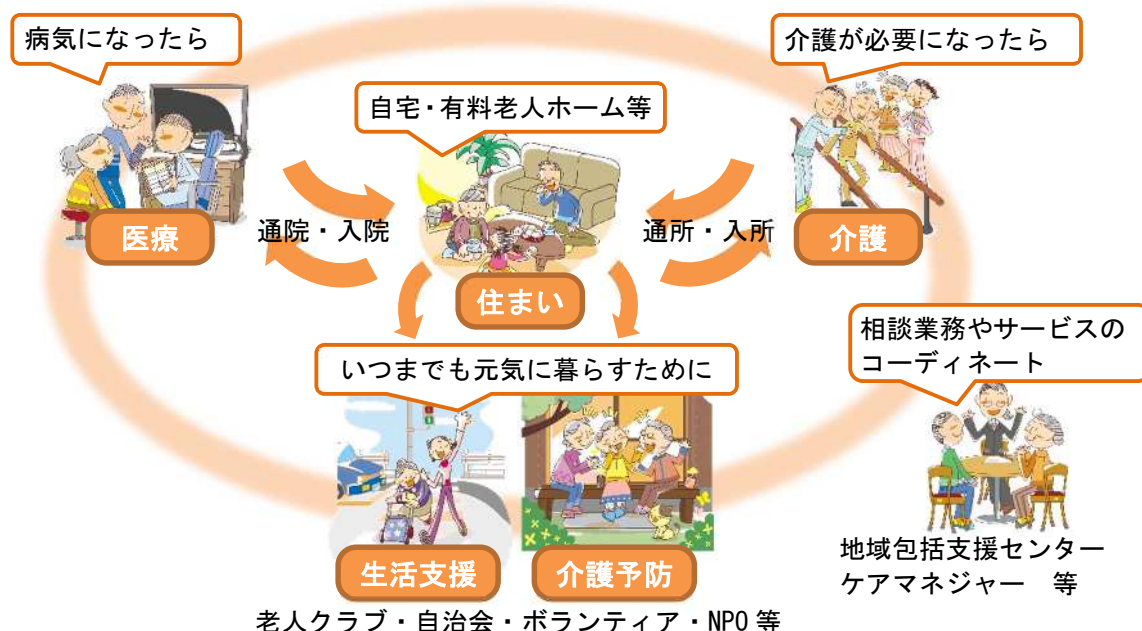 病気になったら
介護が必要になったら
自宅・有料老人ホーム等
医療
通院・入院
通所・入所
介護
住まい
相談業務やサービスの
コーディネート
いつまでも元気に暮らすために
生活支援
介護予防
地域包括支援センター
ケアマネジャー　等
老人クラブ・自治会・ボランティア・NPO 等